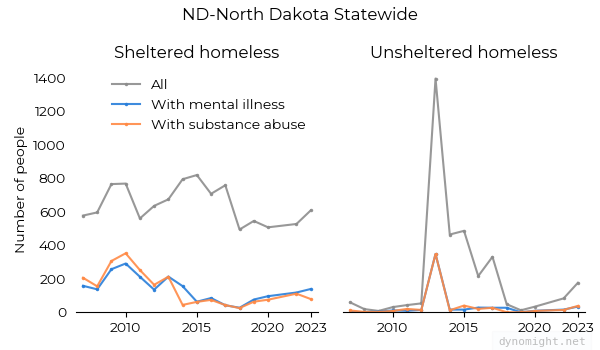 ND-North Dakota Statewide
Sheltered homeless
Unsheltered homeless
All
With mental illness
With substance abuse
Number of people
1400
1200
1000
800
600
400
200
0
2010 2015 2020 2023
2010 2015 2020 2023
dynomight.net